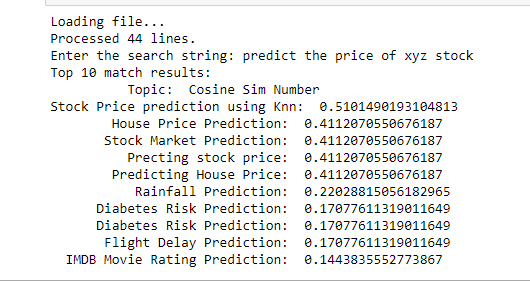 Loading file...
Processed 44 lines.
Enter the search string: predict the price of xyz stock
Top 10 match results:
Topic:  Cosine Sim Number
Stock Price prediction using Knn:  0.5101490193104813
House Price Prediction:  0.4112070550676187
Stock Market Prediction:  0.4112070550676187
Precting stock price:  0.4112070550676187
Predicting House Price:  0.4112070550676187
Rainfall Prediction:  0.22028815056182965
Diabetes Risk Prediction:  0.17077611319011649
Diabetes Risk Prediction:  0.17077611319011649
Flight Delay Prediction:  0.17077611319011649
IMDB Movie Rating Prediction:  0.1443835552773867